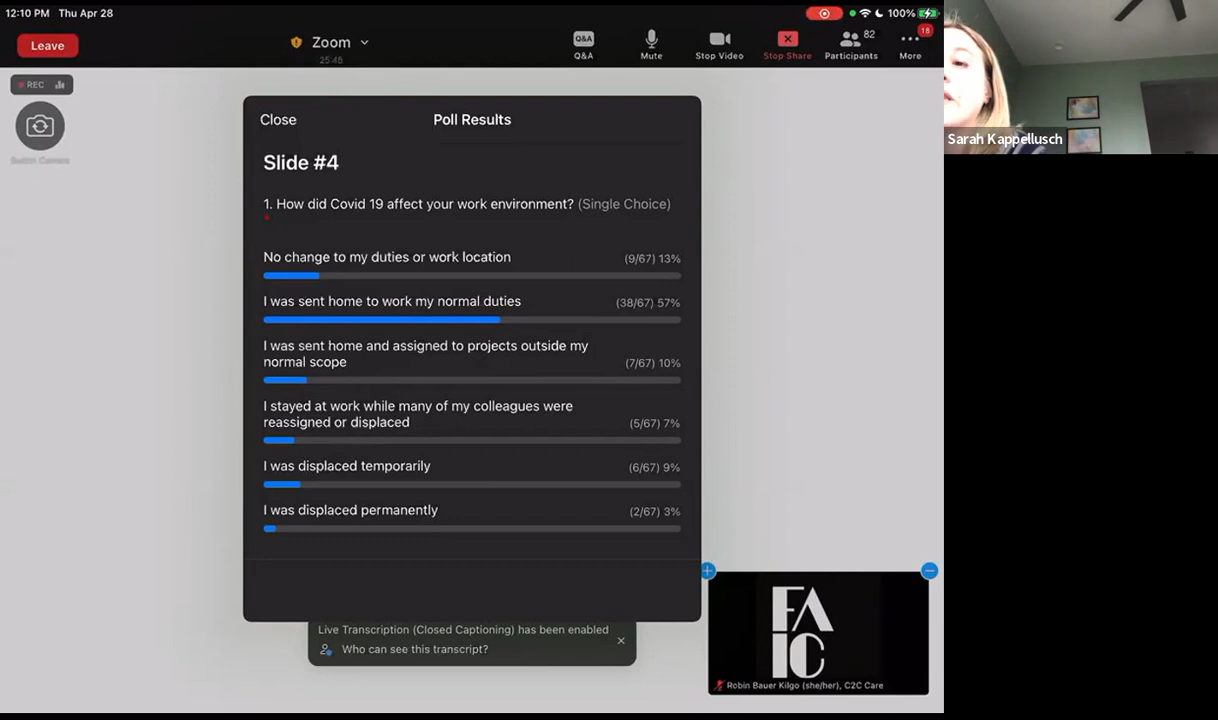 12:10 PM Thu Apr 28
100%
Leave
Zoom
25:45
Q&A
Q&A
Mute
Stop Video
Stop Share
82
Participants
18
More
Sarah Kappellusch
REC
Switch Camera
Close
Poll Results
Slide #4
1. How did Covid 19 affect your work environment? (Single Choice)
*
No change to my duties or work location
(9/67) 13%
I was sent home to work my normal duties
(38/67) 57%
I was sent home and assigned to projects outside my
normal scope
(7/67) 10%
I stayed at work while many of my colleagues were
reassigned or displaced
(5/67) 7%
I was displaced temporarily
(6/67) 9%
I was displaced permanently
(2/67) 3%
Live Transcription (Closed Captioning) has been enabled
Who can see this transcript?
FA
IC
Robin Bauer Kilgo (she/her), C2C Care